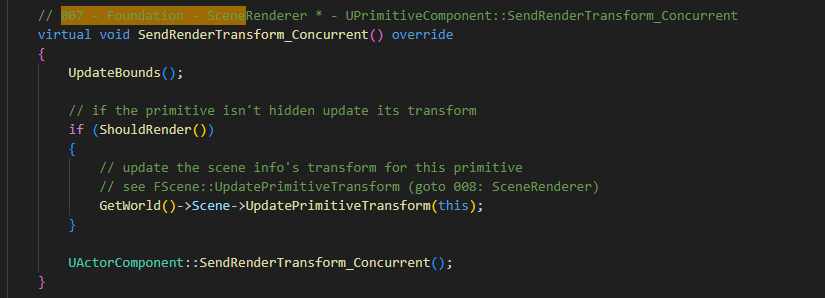 // 007 - Foundation - SceneRenderer * - UPrimitiveComponent::SendRenderTransform_Concurrent
virtual void SendRenderTransform_Concurrent() override
{
    UpdateBounds();

    // if the primitive isn't hidden update its transform
    if (ShouldRender())
    {
        // update the scene info's transform for this primitive
        // see FScene::UpdatePrimitiveTransform (goto 008: SceneRenderer)
        GetWorld()->Scene->UpdatePrimitiveTransform(this);
    }

    UActorComponent::SendRenderTransform_Concurrent();
}